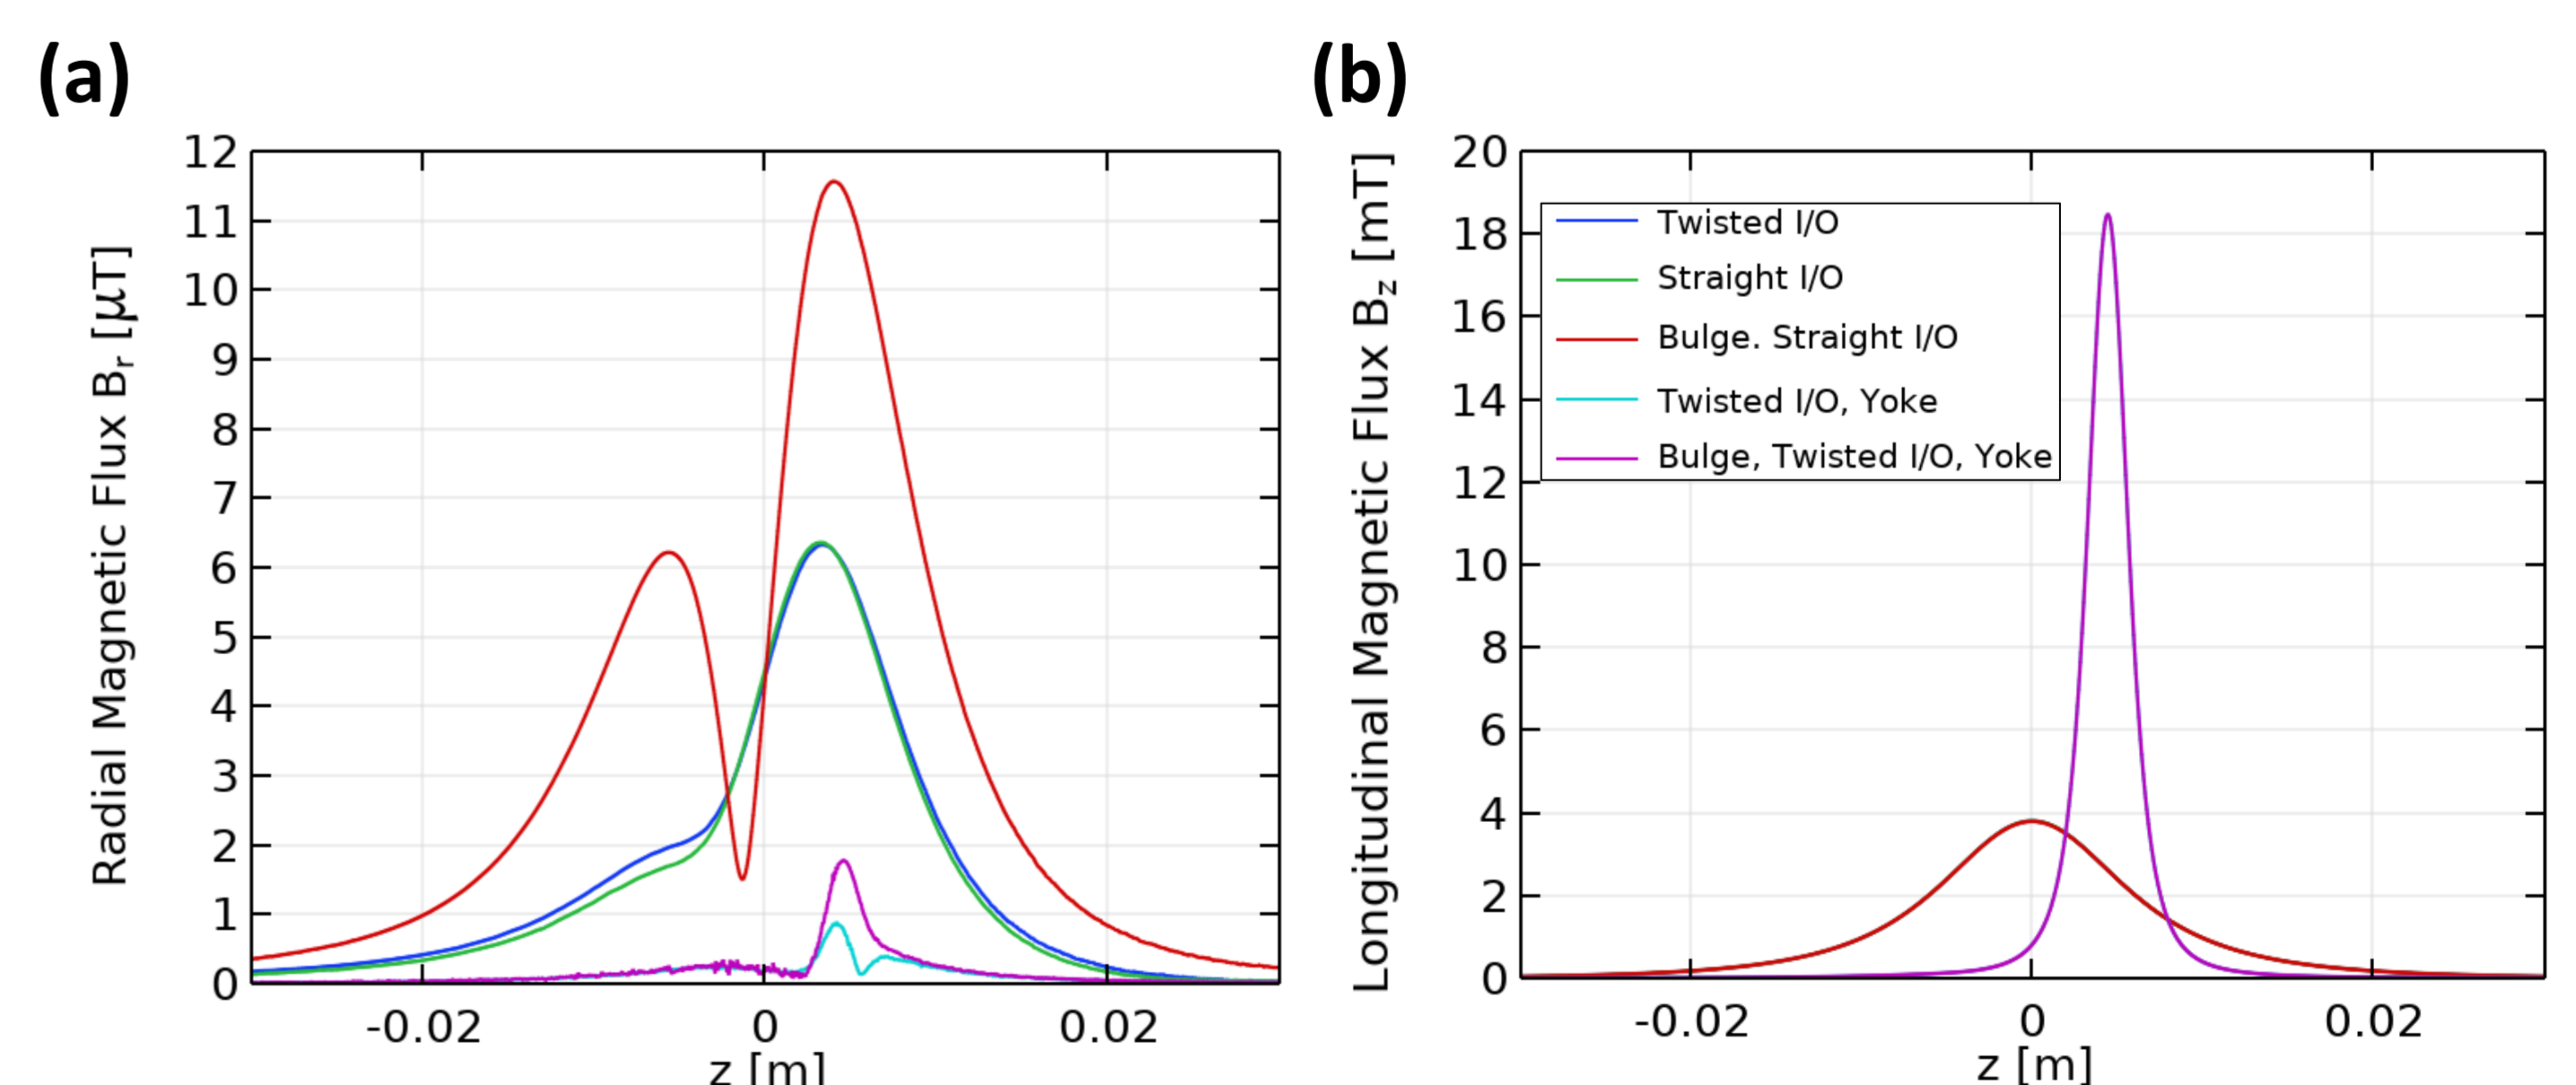 (a)
Radial Magnetic Flux Br [μT]
12
11
10
9
8
7
6
5
4
3
2
1
0
-0.02
0
0.02
z [m]
(b)
Longitudinal Magnetic Flux Bz [mT]
20
18
16
14
12
10
8
6
4
2
0
Twisted I/O
Straight I/O
Bulge. Straight I/O
Twisted I/O, Yoke
Bulge, Twisted I/O, Yoke
-0.02
0
0.02
z [m]